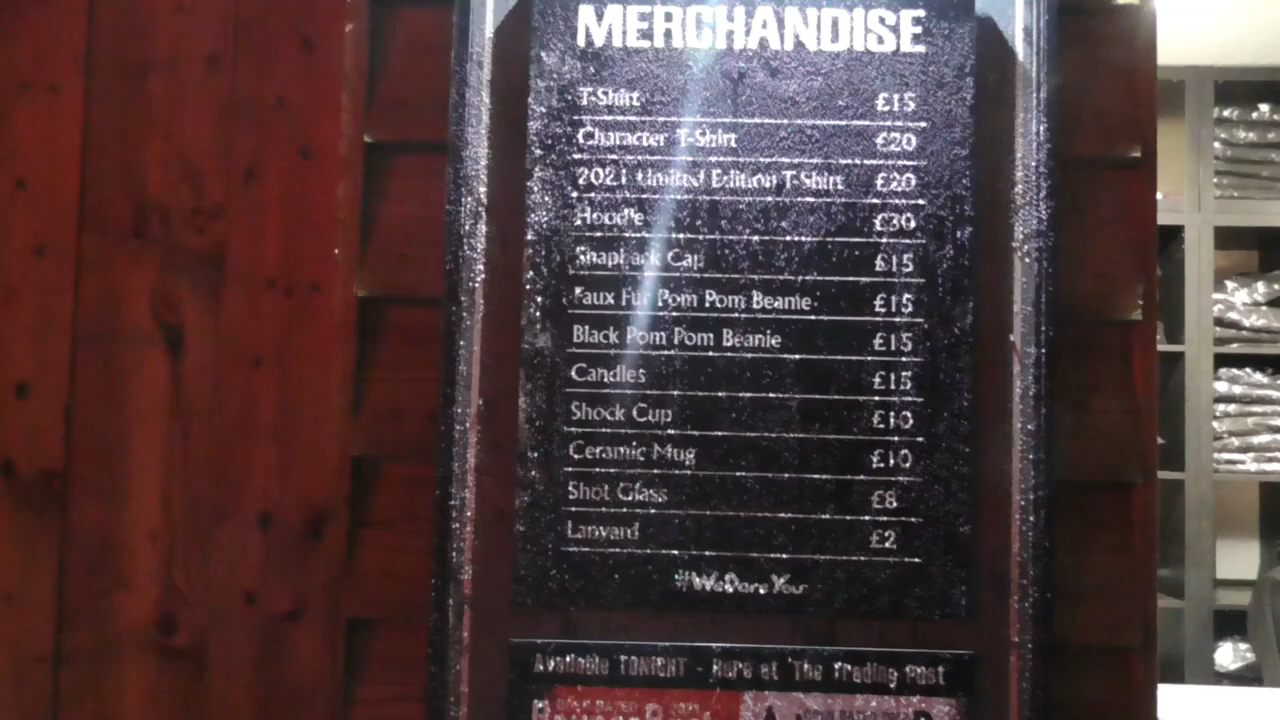 MERCHANDISE
T-Shirt £15
Character T-Shirt £20
2021 Limited Edition T-Shirt £20
Hoodie £30
Snapback Cap £15
Faux Fur Pom Pom Beanie £15
Black Pom Pom Beanie £15
Candles £15
Shock Cup £10
Ceramic Mug £10
Shot Glass £8
Lanyard £2
#WeDareYou
Available TONIGHT - Here at 'The Trading Post'